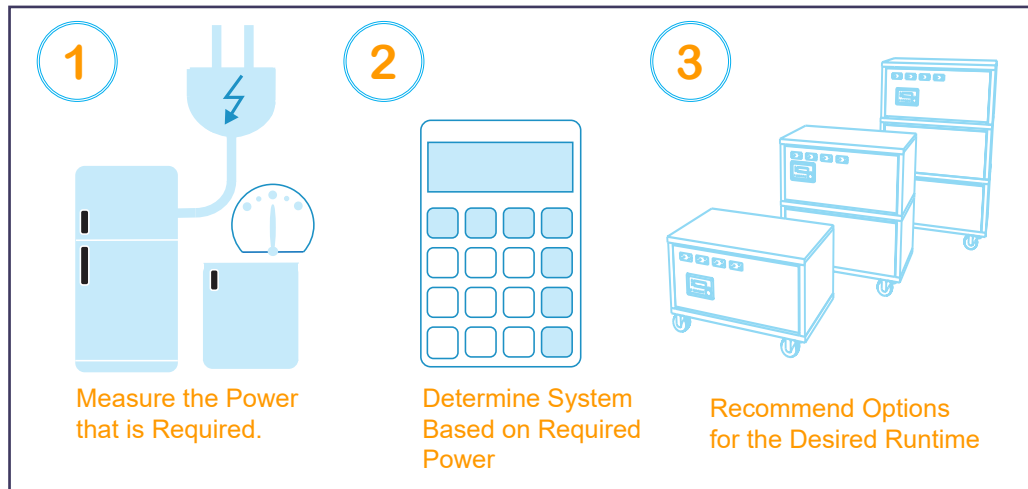 1
2
3
Measure the Power
that is Required.
Determine System
Based on Required
Power
Recommend Options
for the Desired Runtime